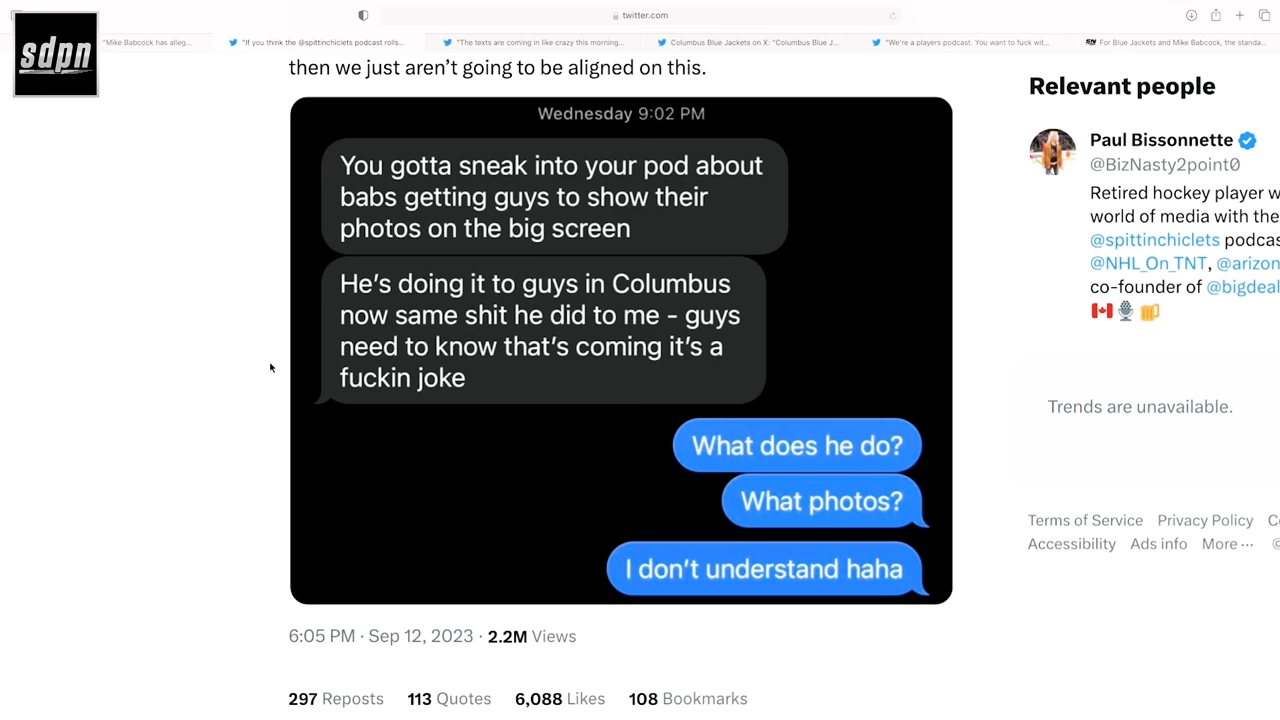 twitter.com
sdpn
"Mike Babcock has alleg...
"If you think the @spittinchiclets podcast rolls...
"The texts are coming in like crazy this morning...
Columbus Blue Jackets on X: "Columbus Blue J...
"We're a players podcast. You want to fuck wit...
SN For Blue Jackets and Mike Babcock, the standa...
then we just aren't going to be aligned on this.
Wednesday 9:02 PM
You gotta sneak into your pod about
babs getting guys to show their
photos on the big screen
He's doing it to guys in Columbus
now same shit he did to me - guys
need to know that's coming it's a
fuckin joke
What does he do?
What photos?
I don't understand haha
6:05 PM · Sep 12, 2023 · 2.2M Views
297 Reposts 113 Quotes 6,088 Likes 108 Bookmarks
Relevant people
Paul Bissonnette
@BizNasty2point0
Retired hockey player w
world of media with the
@spittinchiclets podca
@NHL_On_TNT, @arizon
co-founder of @bigdeal
Trends are unavailable.
Terms of Service Privacy Policy
Accessibility Ads info More ···